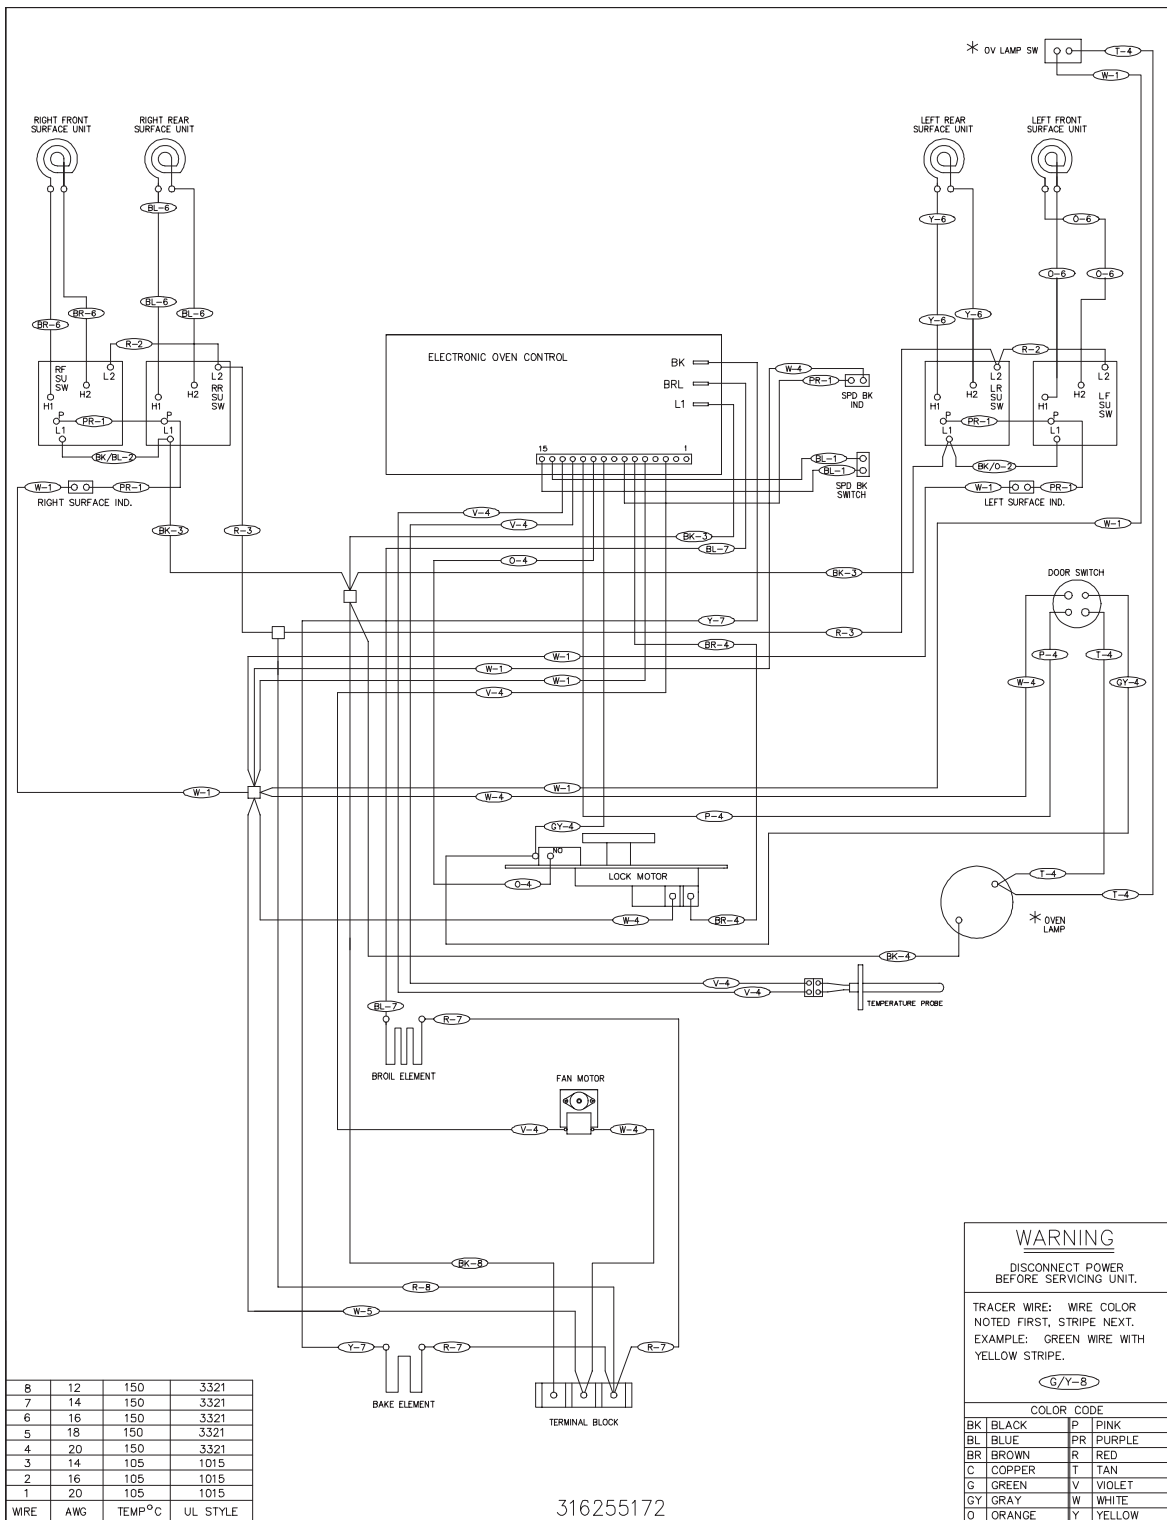 OV LAMP SW
T-4
W-1
RIGHT FRONT
SURFACE UNIT
RIGHT REAR
SURFACE UNIT
LEFT REAR
SURFACE UNIT
LEFT FRONT
SURFACE UNIT
BL-6
Y-6
O-6
BR-6
BR-6
BL-6
BL-6
Y-6
Y-6
O-6
O-6
R-2
R-2
ELECTRONIC OVEN CONTROL
BK
BRL
L1
15
1
RF
SU
SW
L2
H1
H2
P
L1
PR-1
BK/BL-2
L2
RR
SU
SW
H1
H2
P
L1
W-4
PR-1
SPD BK
IND
BL-1
BL-1
SPD BK
SWITCH
L2
LR
SU
SW
H1
H2
P
L1
PR-1
BK/O-2
L2
LF
SU
SW
H1
H2
P
L1
W-1
PR-1
RIGHT SURFACE IND.
W-1
PR-1
LEFT SURFACE IND.
V-4
V-4
BK-3
R-3
BK-3
BL-7
O-4
W-1
BK-3
DOOR SWITCH
Y-7
R-3
BR-4
W-1
W-1
W-1
V-4
P-4
T-4
W-4
GY-4
W-1
W-1
W-4
P-4
GY-4
NO
LOCK MOTOR
O-4
W-4
BR-4
T-4
T-4
OVEN
LAMP
BK-4
V-4
V-4
TEMPERATURE PROBE
BL-7
R-7
BROIL ELEMENT
FAN MOTOR
V-4
W-4
BK-8
R-8
W-5
Y-7
R-7
R-7
BAKE ELEMENT
TERMINAL BLOCK
WARNING
DISCONNECT POWER
BEFORE SERVICING UNIT.
TRACER WIRE: WIRE COLOR
NOTED FIRST, STRIPE NEXT.
EXAMPLE: GREEN WIRE WITH
YELLOW STRIPE.
G/Y-8
COLOR CODE
BK BLACK P PINK
BL BLUE PR PURPLE
BR BROWN R RED
C COPPER T TAN
G GREEN V VIOLET
GY GRAY W WHITE
O ORANGE Y YELLOW
8 12 150 3321
7 14 150 3321
6 16 150 3321
5 18 150 3321
4 20 150 3321
3 14 105 1015
2 16 105 1015
1 20 105 1015
WIRE AWG TEMP°C UL STYLE
316255172